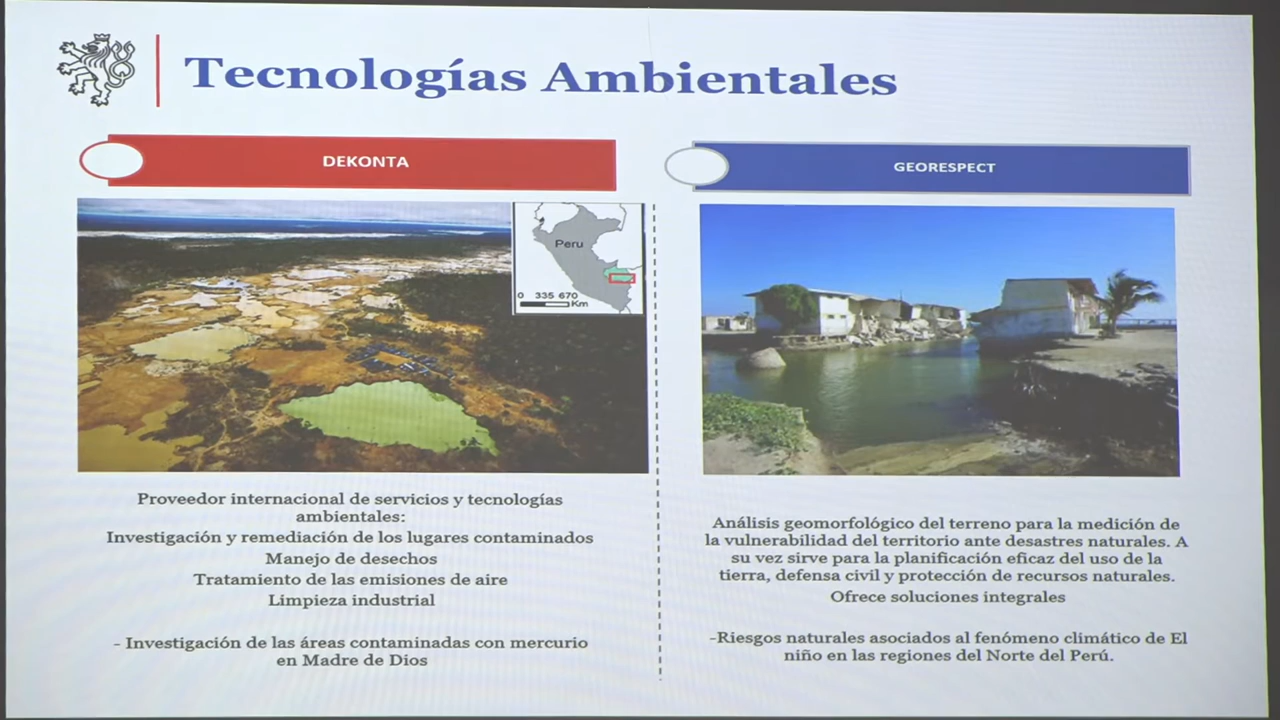 Tecnologías Ambientales
DEKONTA
Peru
0 335 670
Km
Proveedor internacional de servicios y tecnologías
ambientales:
Investigación y remediación de los lugares contaminados
Manejo de desechos
Tratamiento de las emisiones de aire
Limpieza industrial
- Investigación de las áreas contaminadas con mercurio
en Madre de Dios
GEORESPECT
Análisis geomorfológico del terreno para la medición de
la vulnerabilidad del territorio ante desastres naturales. A
su vez sirve para la planificación eficaz del uso de la
tierra, defensa civil y protección de recursos naturales.
Ofrece soluciones integrales
-Riesgos naturales asociados al fenómeno climático de El
niño en las regiones del Norte del Perú.